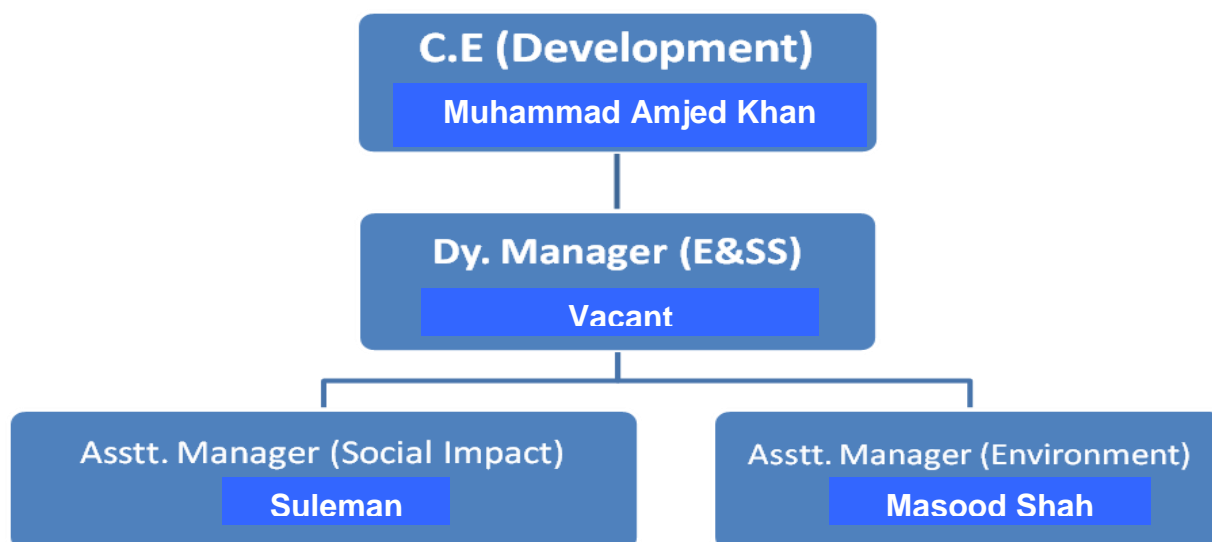 C.E (Development)
Muhammad Amjed Khan
Dy. Manager (E&SS)
Vacant
Asstt. Manager (Social Impact)
Suleman
Asstt. Manager (Environment)
Masood Shah